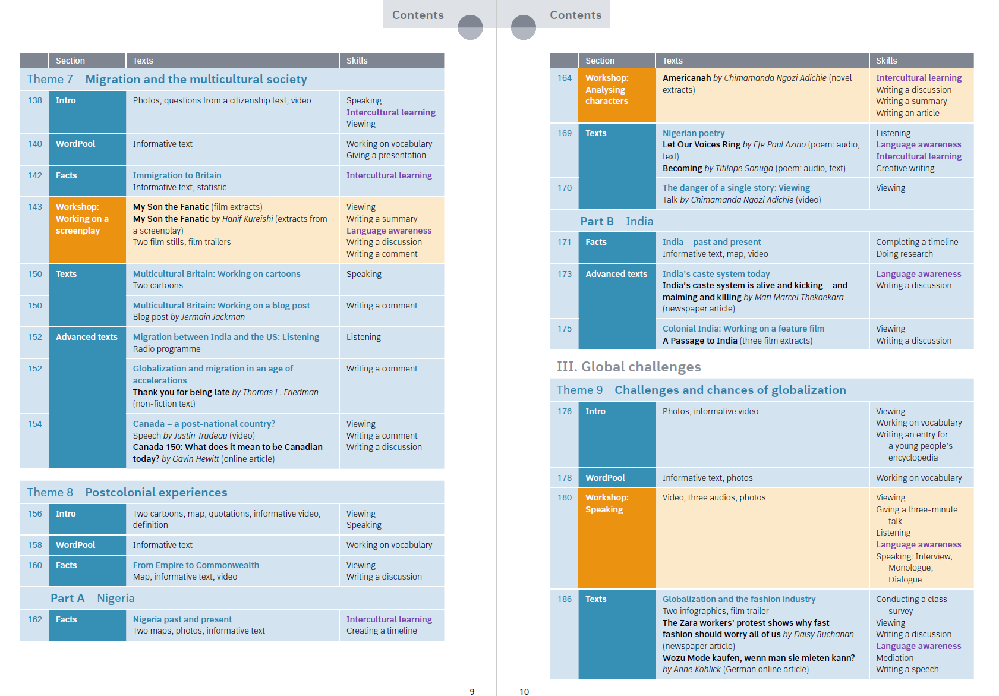 Contents
Section Texts Skills
Theme 7 Migration and the multicultural society
138 Intro Photos, questions from a citizenship test, video Speaking
Intercultural learning
Viewing
140 WordPool Informative text Working on vocabulary
Giving a presentation
142 Facts Immigration to Britain Intercultural learning
Informative text, statistic
143 Workshop: My Son the Fanatic (film extracts) Viewing
Working on a My Son the Fanatic by Hanif Kureishi (extracts from Writing a summary
screenplay a screenplay) Language awareness
Two film stills, film trailers Writing a discussion
Writing a comment
150 Texts Multicultural Britain: Working on cartoons Speaking
Two cartoons
150 Multicultural Britain: Working on a blog post Writing a comment
Blog post by Jermain Jackman
152 Advanced texts Migration between India and the US: Listening Listening
Radio programme
152 Globalization and migration in an age of Writing a comment
accelerations
Thank you for being late by Thomas L. Friedman
(non-fiction text)
154 Canada – a post-national country? Viewing
Speech by Justin Trudeau (video) Writing a comment
Canada 150: What does it mean to be Canadian Writing a discussion
today? by Gavin Hewitt (online article)
Theme 8 Postcolonial experiences
156 Intro Two cartoons, map, quotations, informative video, Viewing
definition Speaking
158 WordPool Informative text Working on vocabulary
160 Facts From Empire to Commonwealth Viewing
Map, informative text, video Writing a discussion
Part A Nigeria
162 Facts Nigeria past and present Intercultural learning
Two maps, photos, informative text Creating a timeline
9
Contents
Section Texts Skills
164 Workshop: Americanah by Chimamanda Ngozi Adichie (novel Intercultural learning
Analysing extracts) Writing a discussion
characters Writing a summary
Writing an article
169 Texts Nigerian poetry Listening
Let Our Voices Ring by Efe Paul Azino (poem: audio, Language awareness
text) Intercultural learning
Becoming by Titilope Sonuga (poem: audio, text) Creative writing
170 The danger of a single story: Viewing Viewing
Talk by Chimamanda Ngozi Adichie (video)
Part B India
171 Facts India – past and present Completing a timeline
Informative text, map, video Doing research
173 Advanced texts India's caste system today Language awareness
India's caste system is alive and kicking – and Writing a discussion
maiming and killing by Mari Marcel Thekaekara
(newspaper article)
175 Colonial India: Working on a feature film Viewing
A Passage to India (three film extracts) Writing a discussion
III. Global challenges
Theme 9 Challenges and chances of globalization
176 Intro Photos, informative video Viewing
Working on vocabulary
Writing an entry for
a young people's
encyclopedia
178 WordPool Informative text, photos Working on vocabulary
180 Workshop: Video, three audios, photos Viewing
Speaking Giving a three-minute
talk
Listening
Language awareness
Speaking: Interview,
Monologue,
Dialogue
186 Texts Globalization and the fashion industry Conducting a class
Two infographics, film trailer survey
The Zara workers' protest shows why fast Viewing
fashion should worry all of us by Daisy Buchanan Writing a discussion
(newspaper article) Language awareness
Wozu Mode kaufen, wenn man sie mieten kann? Mediation
by Anne Kohlick (German online article) Writing a speech
10